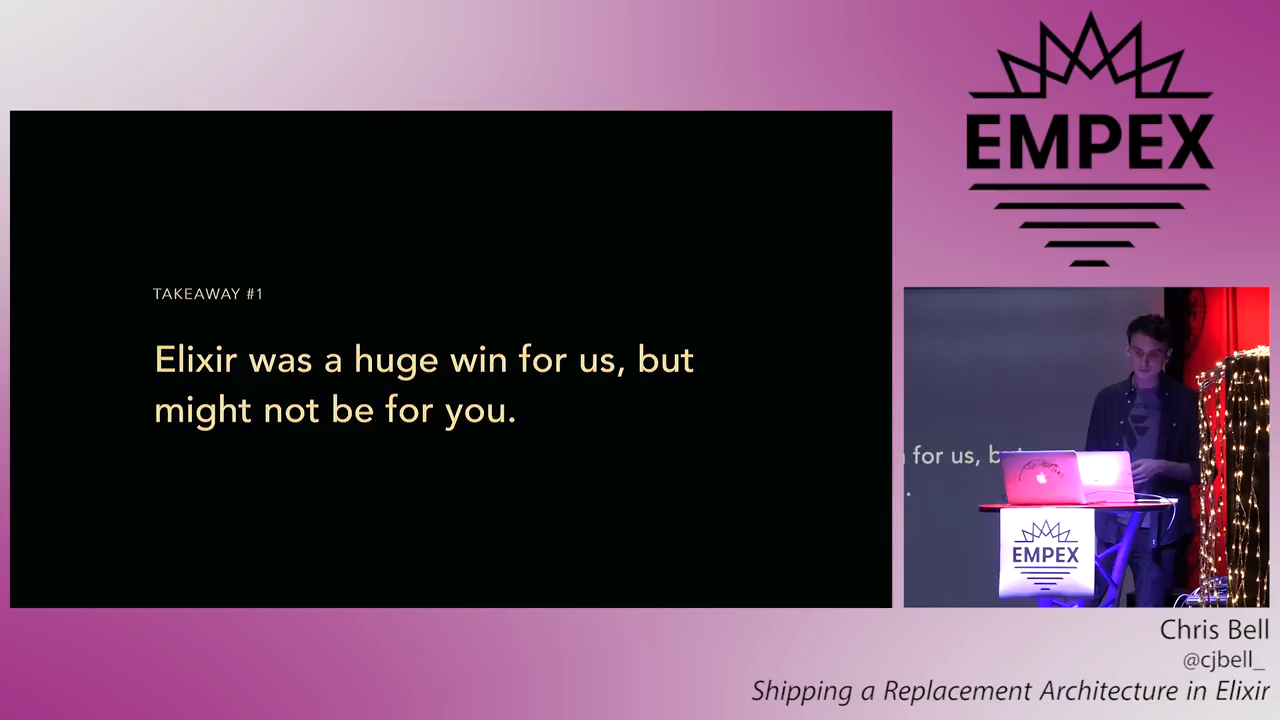 EMPEX
TAKEAWAY #1
Elixir was a huge win for us, but
might not be for you.
for us, but
.
EMPEX
Chris Bell
@cjbell_
Shipping a Replacement Architecture in Elixir